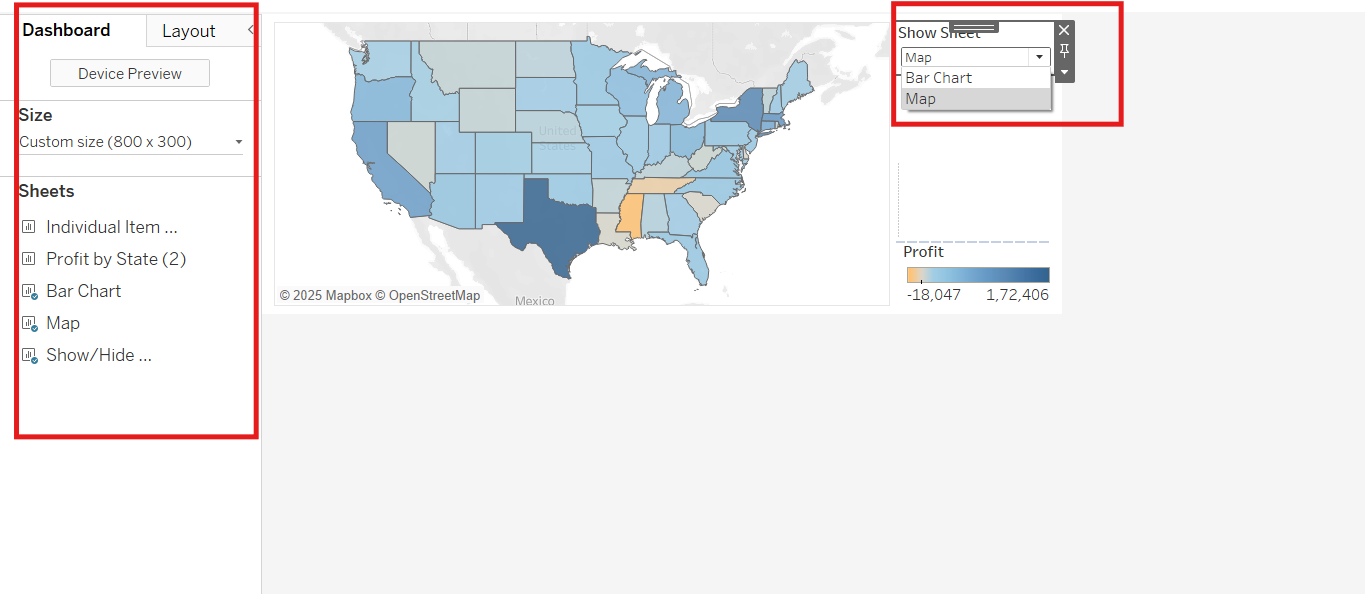 Dashboard
Layout
Device Preview
Size
Custom size (800 x 300)
Sheets
Individual Item ...
Profit by State (2)
Bar Chart
Map
Show/Hide ...
United
States
Mexico
© 2025 Mapbox © OpenStreetMap
Show Sheet
Map
Bar Chart
Map
Profit
-18,047 1,72,406